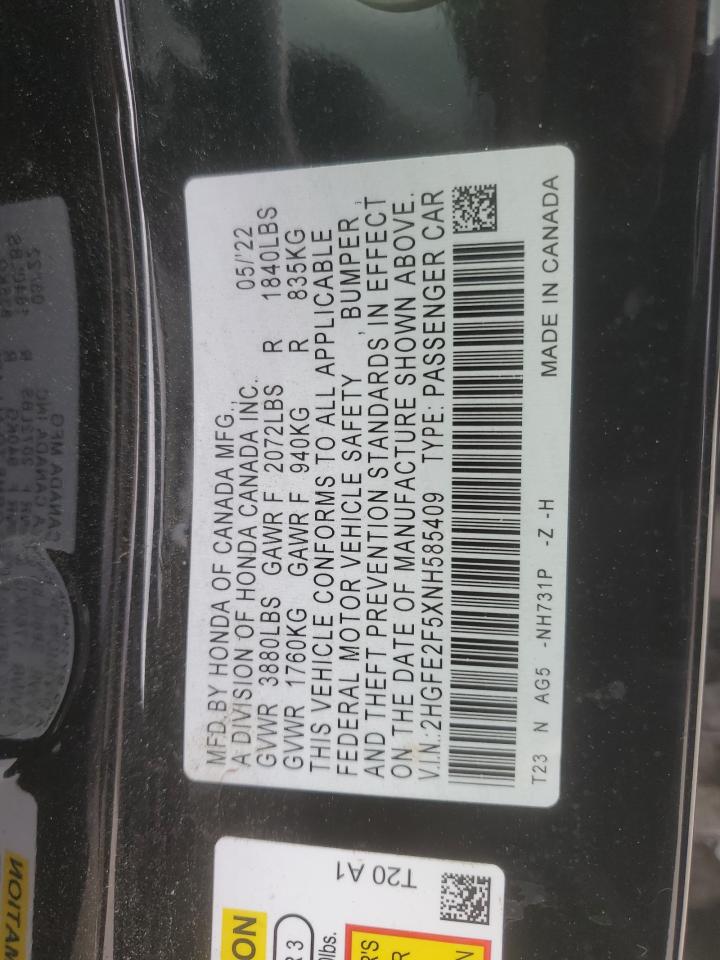 MFD.BY HONDA OF CANADA MFG.,
A DIVISION OF HONDA CANADA INC. 05/'22
GVWR 3880LBS GAWR F 2072LBS R 1840LBS
GVWR 1760KG GAWR F 940KG R 835KG
THIS VEHICLE CONFORMS TO ALL APPLICABLE
FEDERAL MOTOR VEHICLE SAFETY , BUMPER ,
AND THEFT PREVENTION STANDARDS IN EFFECT
ON THE DATE OF MANUFACTURE SHOWN ABOVE.
V.I.N.:2HGFE2F5XNH585409 TYPE: PASSENGER CAR
T23 N AG5 -NH731P -Z -H MADE IN CANADA
T20 A1
ON
R 3
lbs.
R'S
R
N